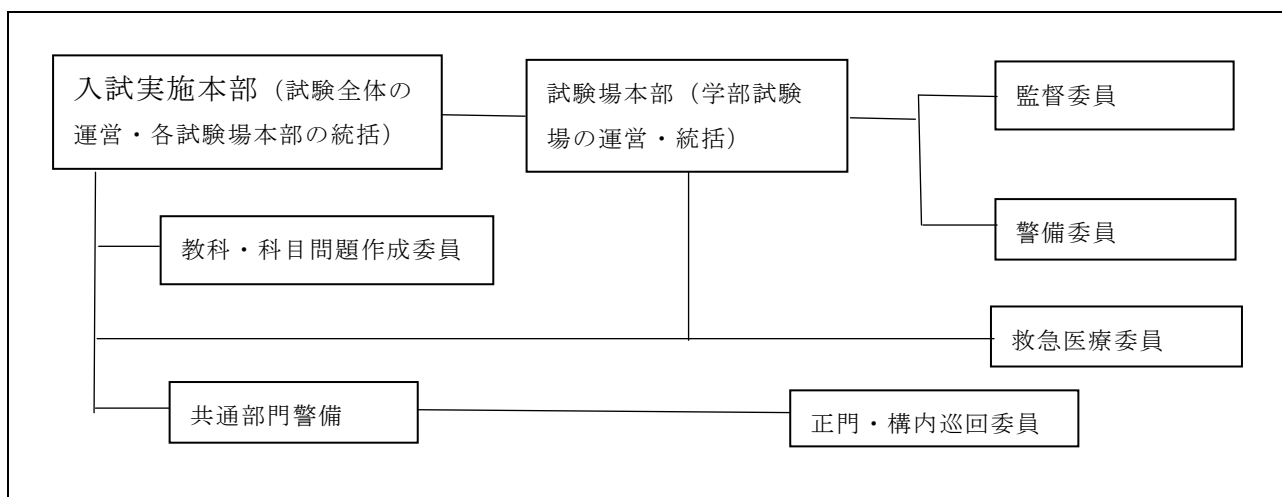 入試実施本部（試験全体の
運営・各試験場本部の統括）
試験場本部（学部試験
場の運営・統括）
監督委員
警備委員
教科・科目問題作成委員
救急医療委員
共通部門警備
正門・構内巡回委員